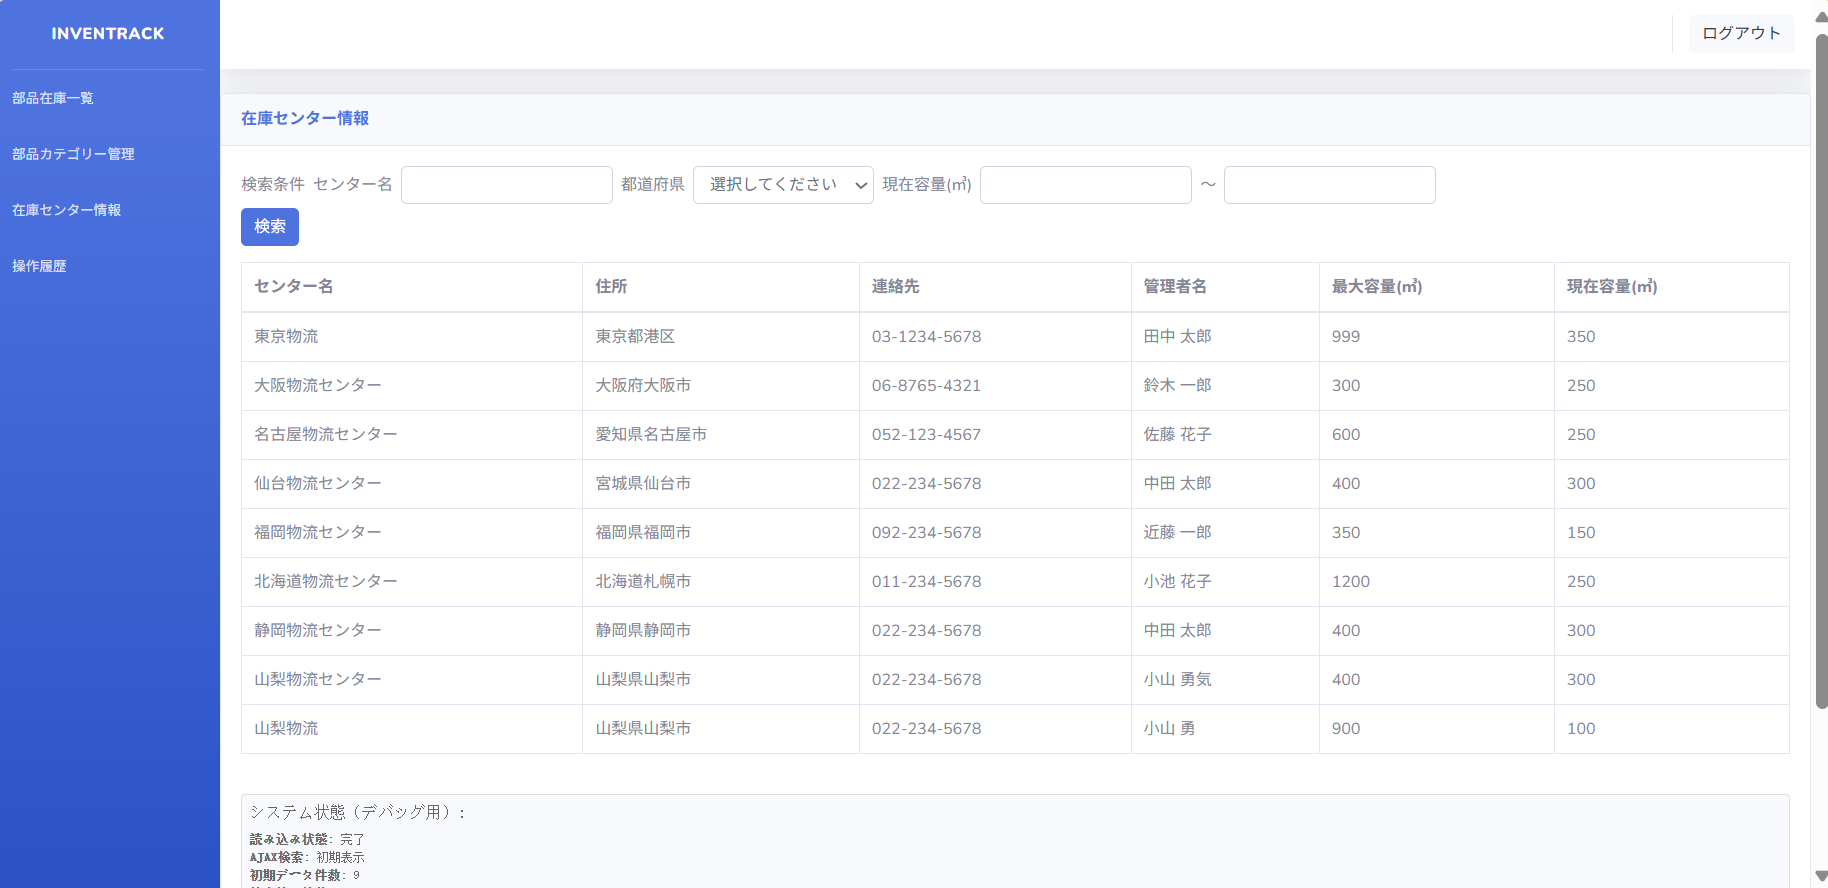 INVENTRACK
ログアウト
部品在庫一覧
部品カテゴリー管理
在庫センター情報
操作履歴
在庫センター情報
検索条件 センター名 都道府県 選択してください 現在容量(㎥) ～
検索
センター名 住所 連絡先 管理者名 最大容量(㎥) 現在容量(㎥)
東京物流 東京都港区 03-1234-5678 田中 太郎 999 350
大阪物流センター 大阪府大阪市 06-8765-4321 鈴木 一郎 300 250
名古屋物流センター 愛知県名古屋市 052-123-4567 佐藤 花子 600 250
仙台物流センター 宮城県仙台市 022-234-5678 中田 太郎 400 300
福岡物流センター 福岡県福岡市 092-234-5678 近藤 一郎 350 150
北海道物流センター 北海道札幌市 011-234-5678 小池 花子 1200 250
静岡物流センター 静岡県静岡市 022-234-5678 中田 太郎 400 300
山梨物流センター 山梨県山梨市 022-234-5678 小山 勇気 400 300
山梨物流 山梨県山梨市 022-234-5678 小山 勇 900 100
システム状態（デバッグ用）:
読み込み状態: 完了
AJAX検索: 初期表示
初期データ件数: 9